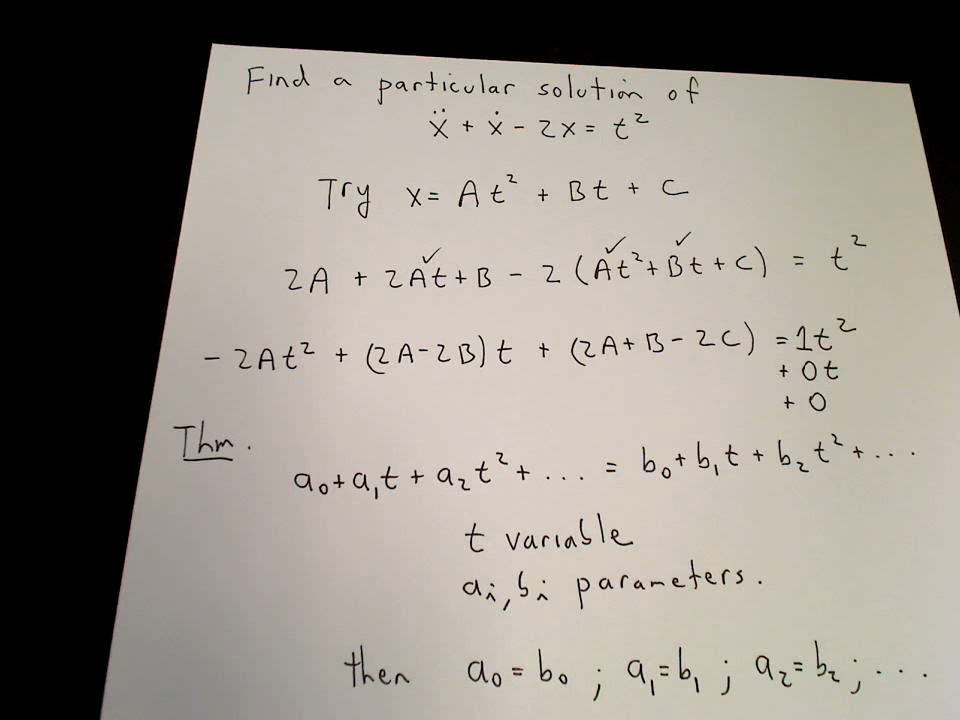 Find a particular solution of
ẍ + ẋ - 2x = t²
Try x = At² + Bt + C
2A + 2At + B - 2 (At² + Bt + C) = t²
- 2At² + (2A-2B)t + (2A+B-2C) = 1t²
+ 0t
+ 0
Thm.
a₀+a₁t + a₂t² + .... = b₀+b₁t + b₂t² + ...
t variable
aᵢ, bᵢ parameters.
then a₀ = b₀ ; a₁=b₁ ; a₂=b₂ ; ...